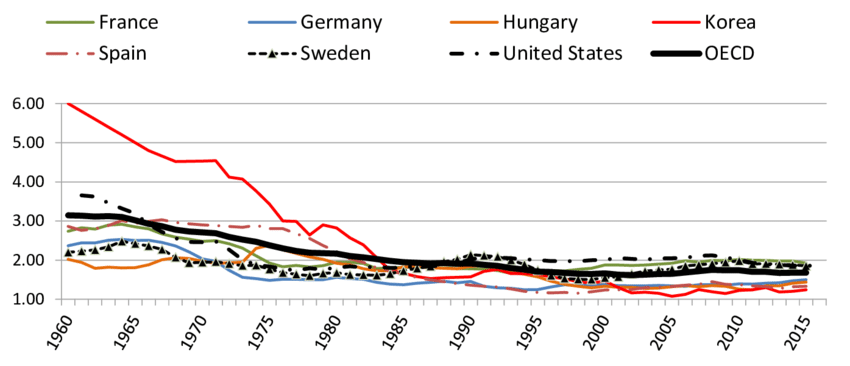 France Germany Hungary Korea
Spain Sweden United States OECD
6.00
5.00
4.00
3.00
2.00
1.00
1960 1965 1970 1975 1980 1985 1990 1995 2000 2005 2010 2015